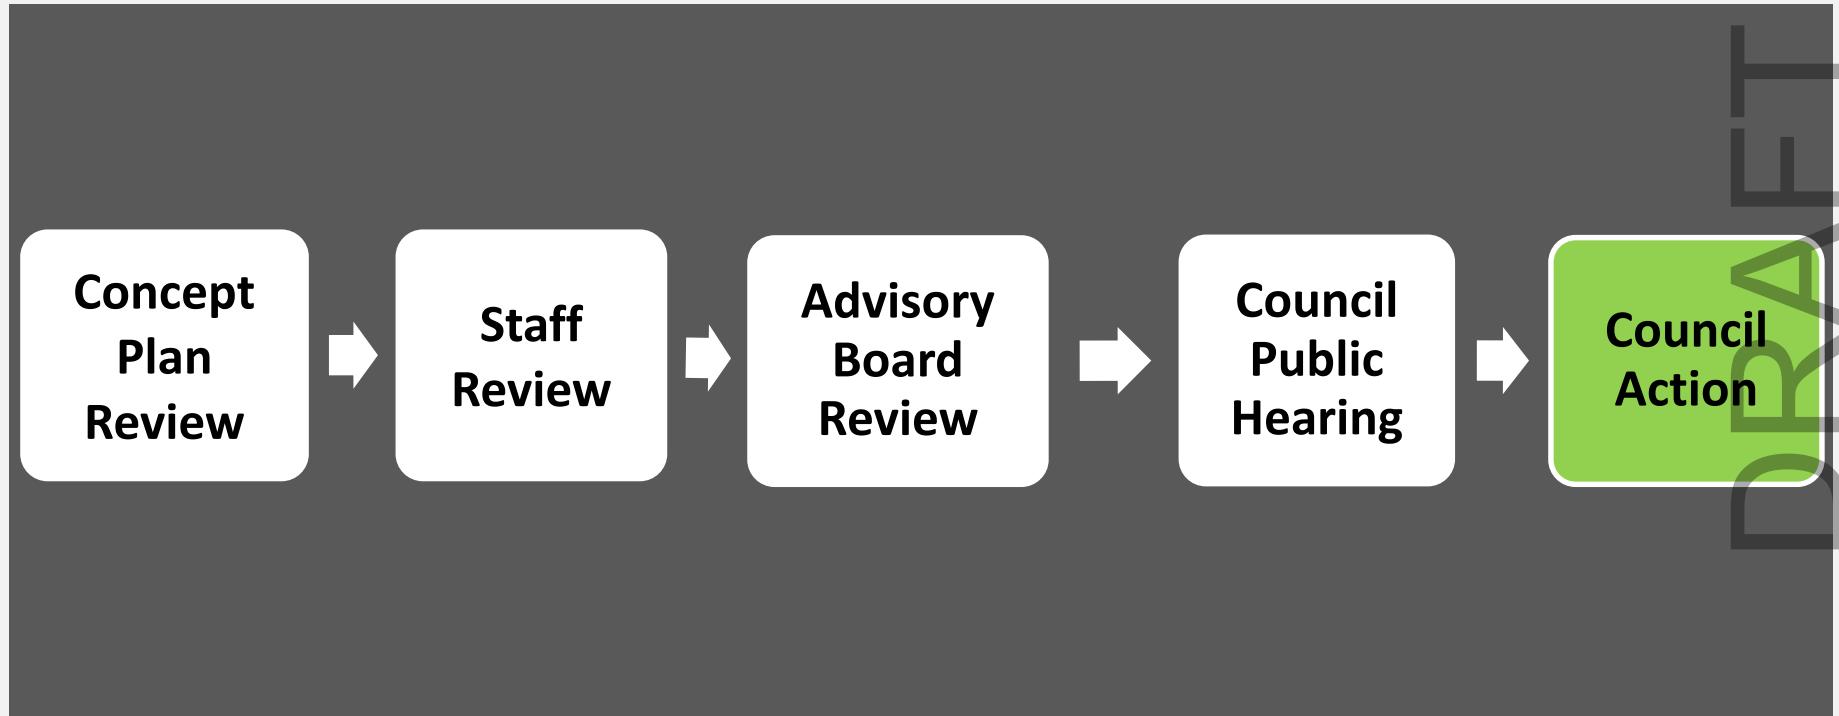 Concept
Plan
Review
Staff
Review
Advisory
Board
Review
Council
Public
Hearing
Council
Action
DRAFT